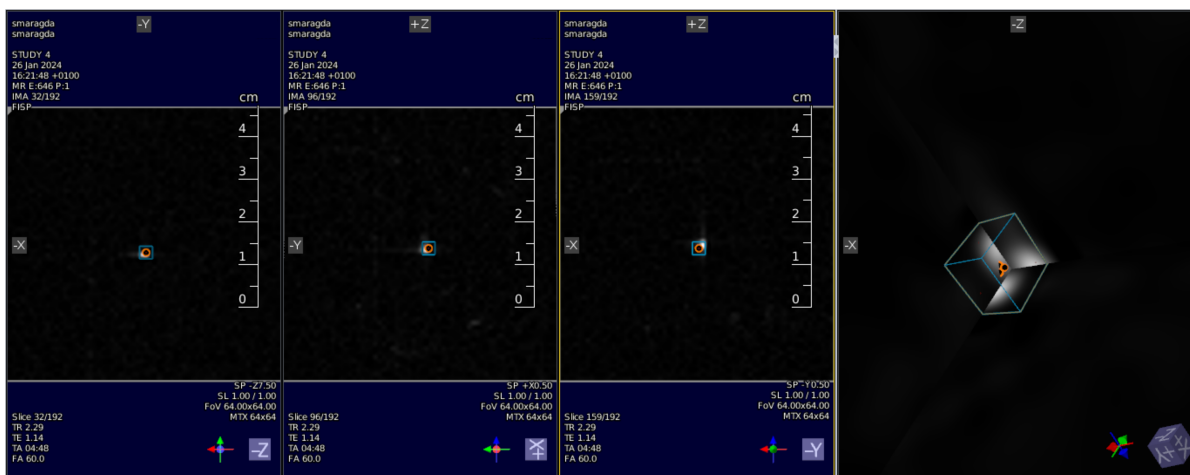 -Y
smaragda
smaragda
STUDY 4
26 Jan 2024
16:21:48 +0100
MR E:646 P:1
IMA 32/192
FISP
cm
4
3
2
1
0
-X
SP -Z7.50
SL 1.00 / 1.00
FoV 64.00x64.00
MTX 64x64
Slice 32/192
TR 2.29
TE 1.14
TA 04:48
FA 60.0
-Z
+Z
smaragda
smaragda
STUDY 4
26 Jan 2024
16:21:48 +0100
MR E:646 P:1
IMA 96/192
FISP
cm
4
3
2
1
0
-Y
SP +X0.50
SL 1.00 / 1.00
FoV 64.00x64.00
MTX 64x64
Slice 96/192
TR 2.29
TE 1.14
TA 04:48
FA 60.0
+X
+Z
smaragda
smaragda
STUDY 4
26 Jan 2024
16:21:48 +0100
MR E:646 P:1
IMA 159/192
FISP
cm
4
3
2
1
0
-X
SP -Y0.50
SL 1.00 / 1.00
FoV 64.00x64.00
MTX 64x64
Slice 159/192
TR 2.29
TE 1.14
TA 04:48
FA 60.0
-Y
-Z
-X